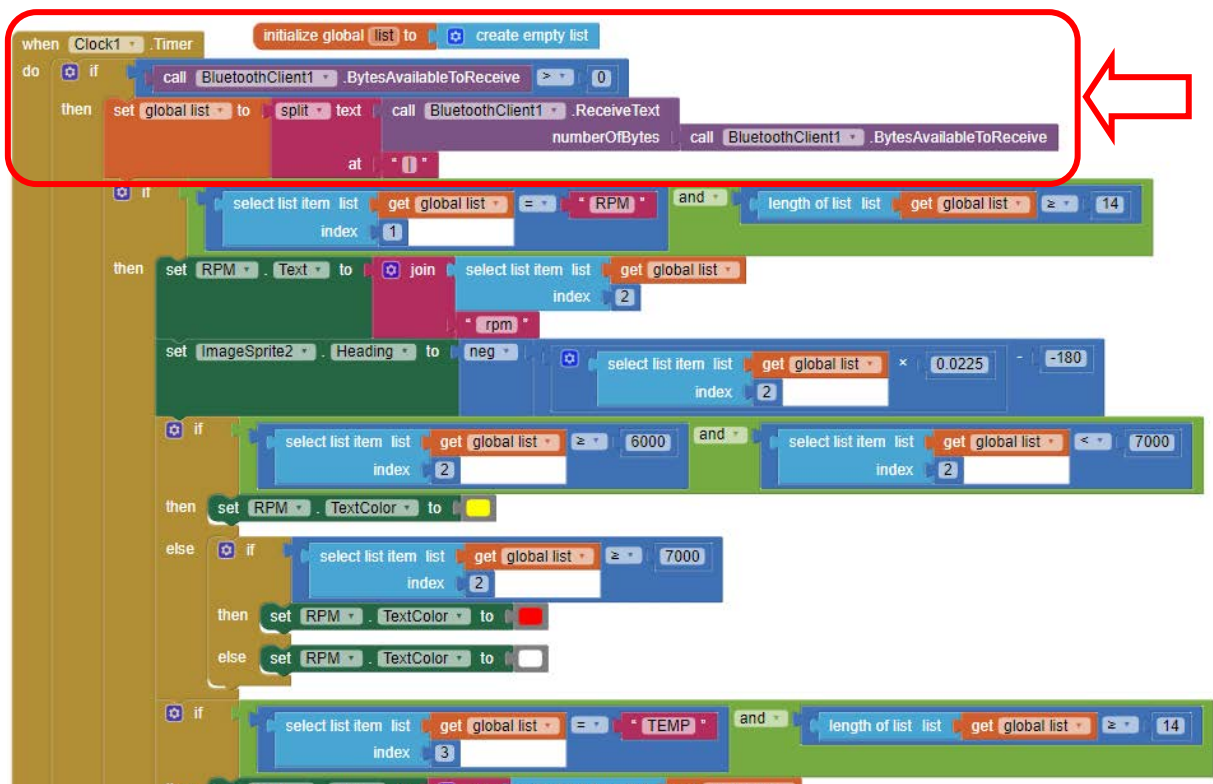 initialize global list to create empty list
when Clock1 .Timer
do if call BluetoothClient1 .BytesAvailableToReceive > 0
then set global list to split text call BluetoothClient1 .ReceiveText
numberOfBytes call BluetoothClient1 .BytesAvailableToReceive
at " | "
if select list item list get global list = " RPM " and length of list list get global list ≥ 14
index 1
then set RPM . Text to join select list item list get global list
index 2
" rpm "
set ImageSprite2 . Heading to neg select list item list get global list × 0.0225 - -180
index 2
if select list item list get global list ≥ 6000 and select list item list get global list < 7000
index 2 index 2
then set RPM . TextColor to
else if select list item list get global list ≥ 7000
index 2
then set RPM . TextColor to
else set RPM . TextColor to
if select list item list get global list = " TEMP " and length of list list get global list ≥ 14
index 3